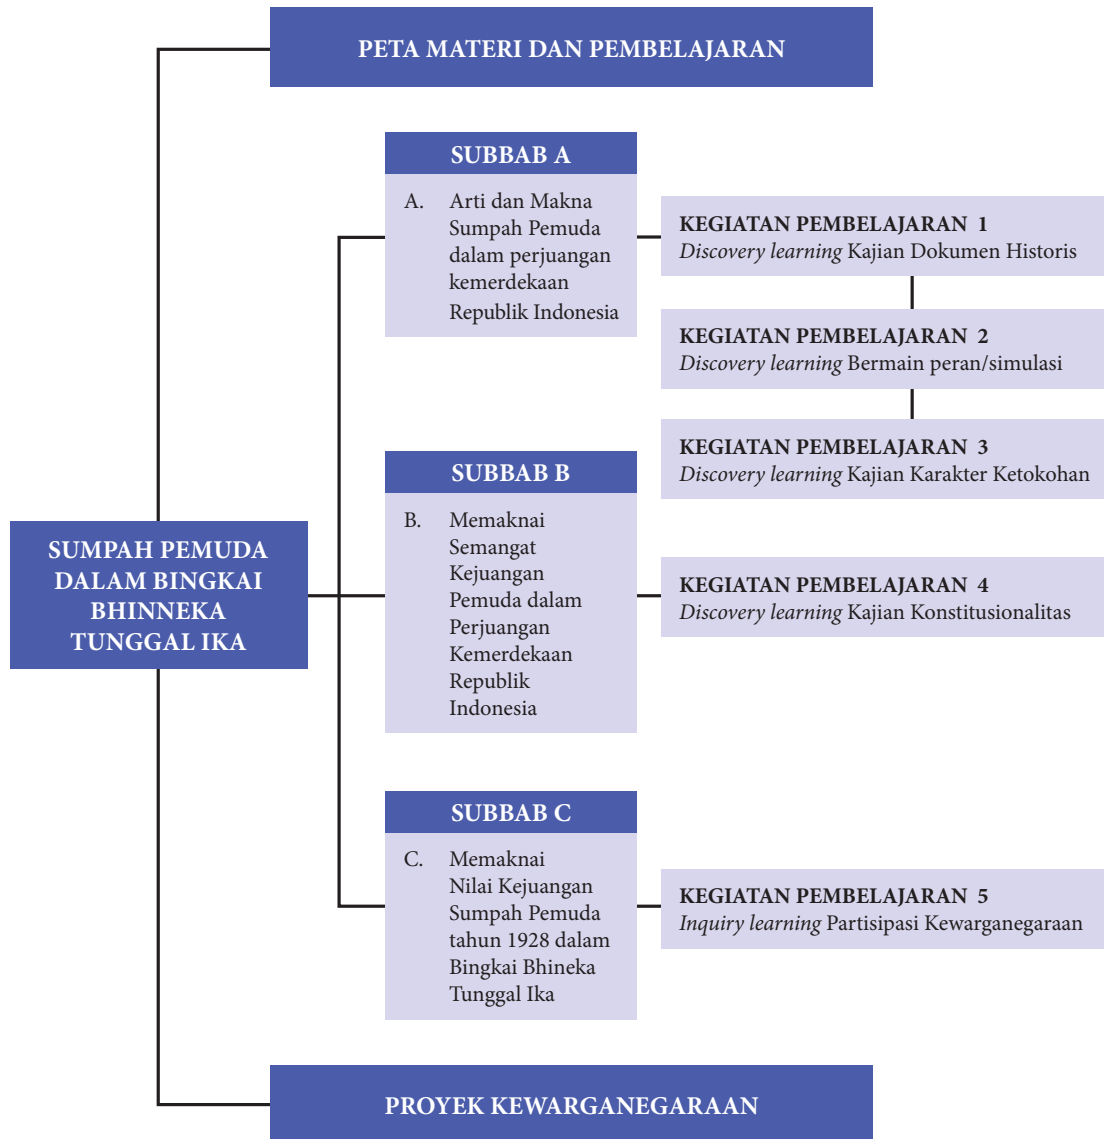 PETA MATERI DAN PEMBELAJARAN
SUMPAH PEMUDA
DALAM BINGKAI
BHINNEKA
TUNGGAL IKA
SUBBAB A
A. Arti dan Makna
Sumpah Pemuda
dalam perjuangan
kemerdekaan
Republik Indonesia
KEGIATAN PEMBELAJARAN 1
Discovery learning Kajian Dokumen Historis
KEGIATAN PEMBELAJARAN 2
Discovery learning Bermain peran/simulasi
KEGIATAN PEMBELAJARAN 3
Discovery learning Kajian Karakter Ketokohan
SUBBAB B
B. Memaknai
Semangat
Kejuangan
Pemuda dalam
Perjuangan
Kemerdekaan
Republik
Indonesia
KEGIATAN PEMBELAJARAN 4
Discovery learning Kajian Konstitusionalitas
SUBBAB C
C. Memaknai
Nilai Kejuangan
Sumpah Pemuda
tahun 1928 dalam
Bingkai Bhineka
Tunggal Ika
KEGIATAN PEMBELAJARAN 5
Inquiry learning Partisipasi Kewarganegaraan
PROYEK KEWARGANEGARAAN